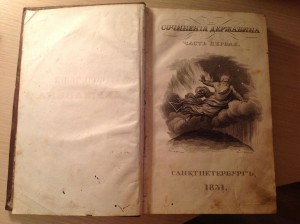 СОЧИНЕНІЯ ДЕРЖАВИНА
ЧАСТЬ ПЕРВАЯ.
САНКТПЕТЕРБУРГЪ,
1831.